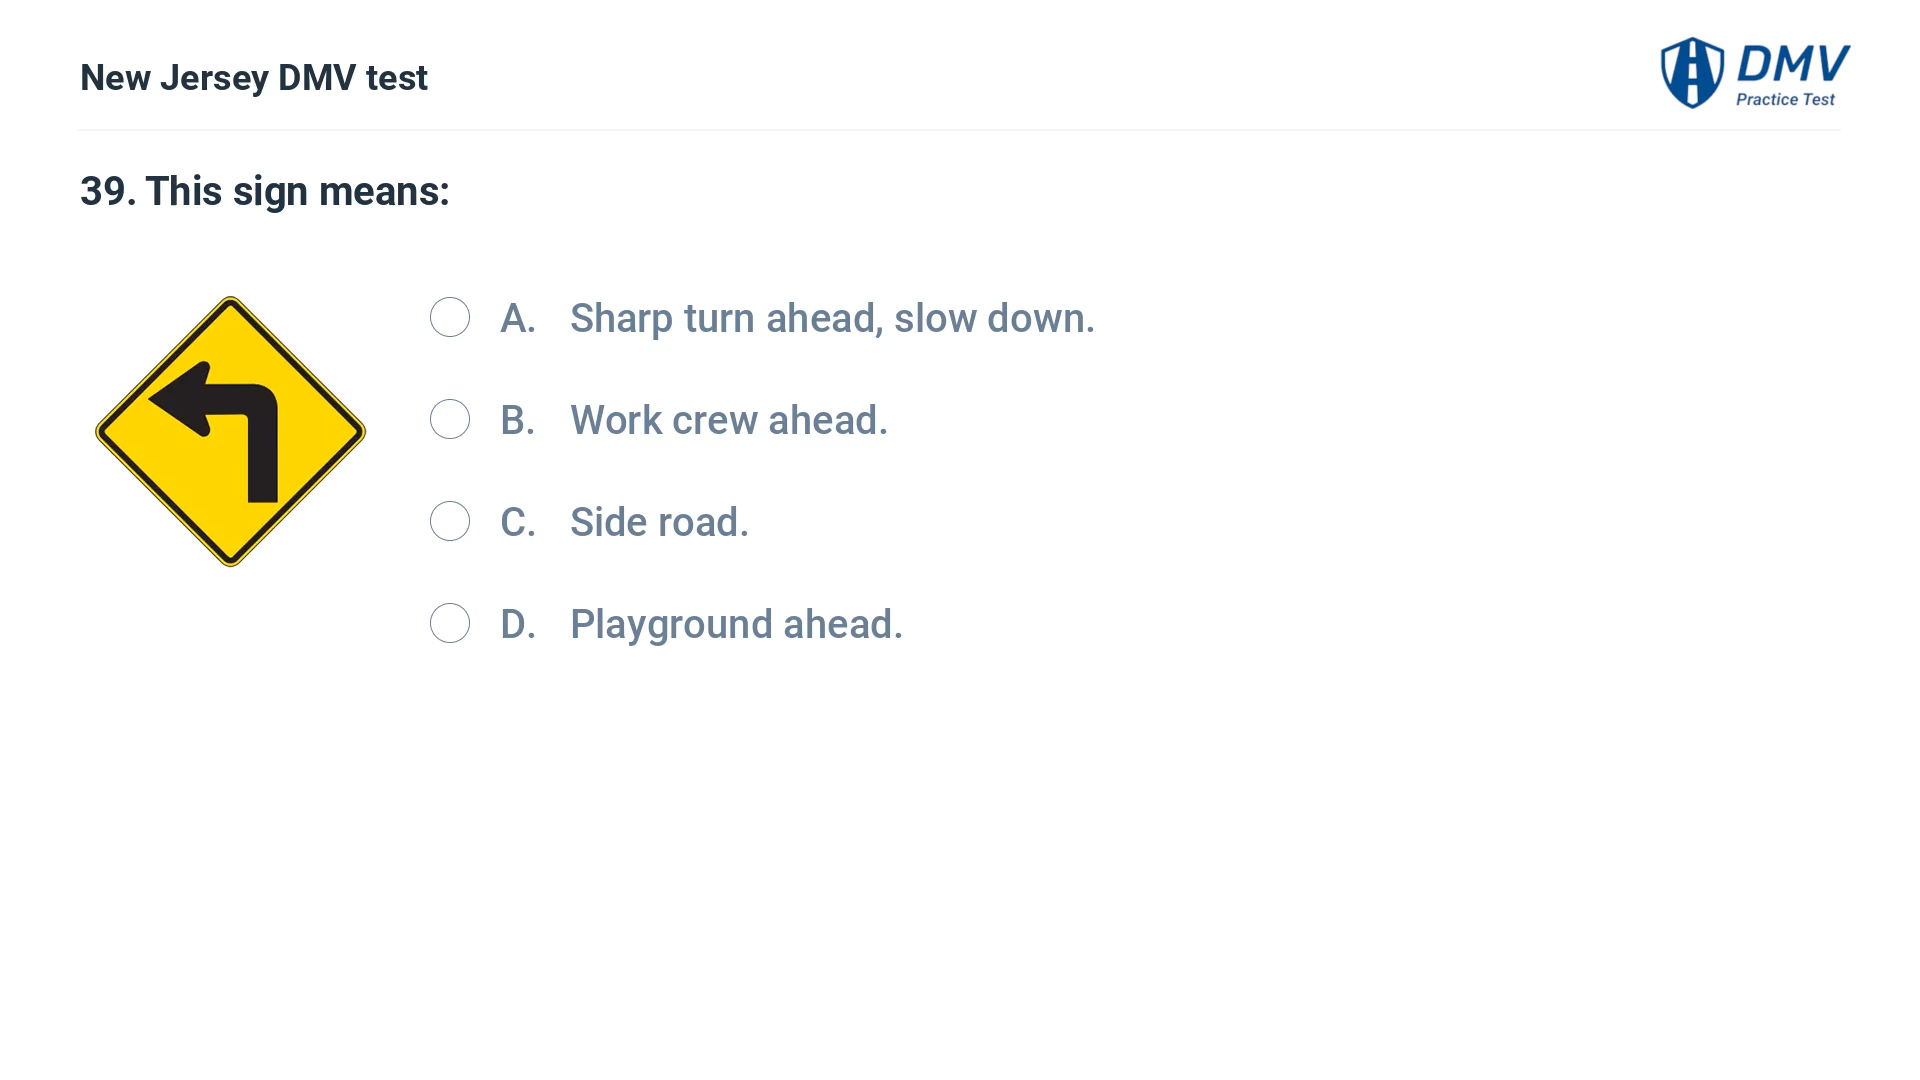 New Jersey DMV test
DMV
Practice Test
39. This sign means:
A. Sharp turn ahead, slow down.
B. Work crew ahead.
C. Side road.
D. Playground ahead.